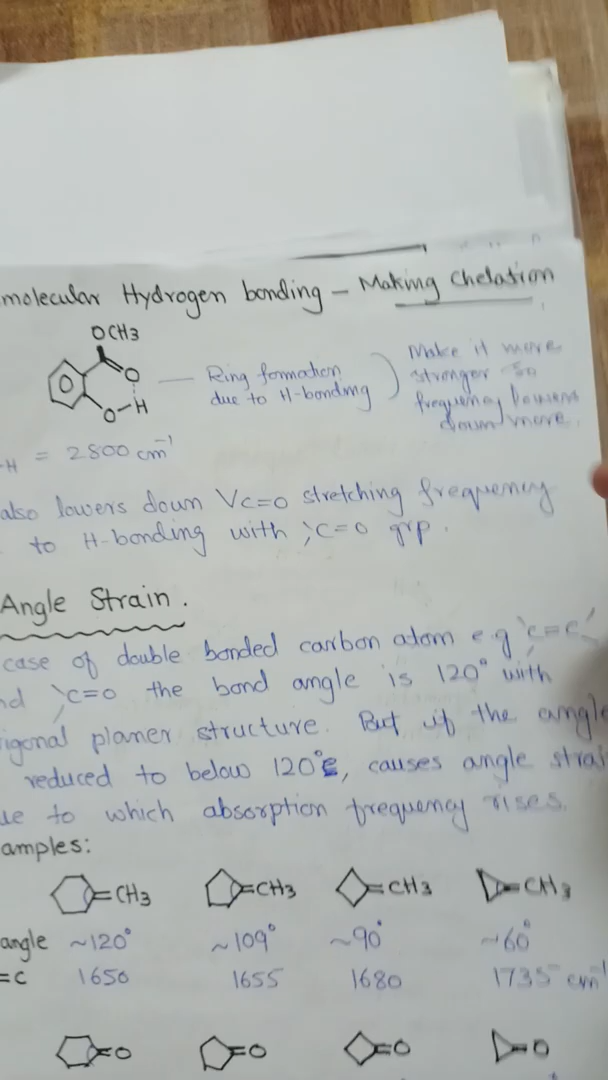 molecular Hydrogen bonding - Making Chelation
OCH3
O
O-H
Ring formation
due to H-bonding
Make it more
stronger so
frequency lowers
down more.
-H = 2800 cm⁻¹
also lowers down VC=O stretching frequency
to H-bonding with C=O grp.
Angle Strain.
case of double bonded carbon atom e.g C=C
nd C=O the bond angle is 120° with
igonal planer structure. But if the angle
reduced to below 120°, causes angle strai
ue to which absorption frequency rises.
amples:
=CH3 =CH3 =CH3 =CH3
angle ~120° ~109° ~90° ~60°
=C 1650 1655 1680 1735 cm⁻¹
=O =O =O =O